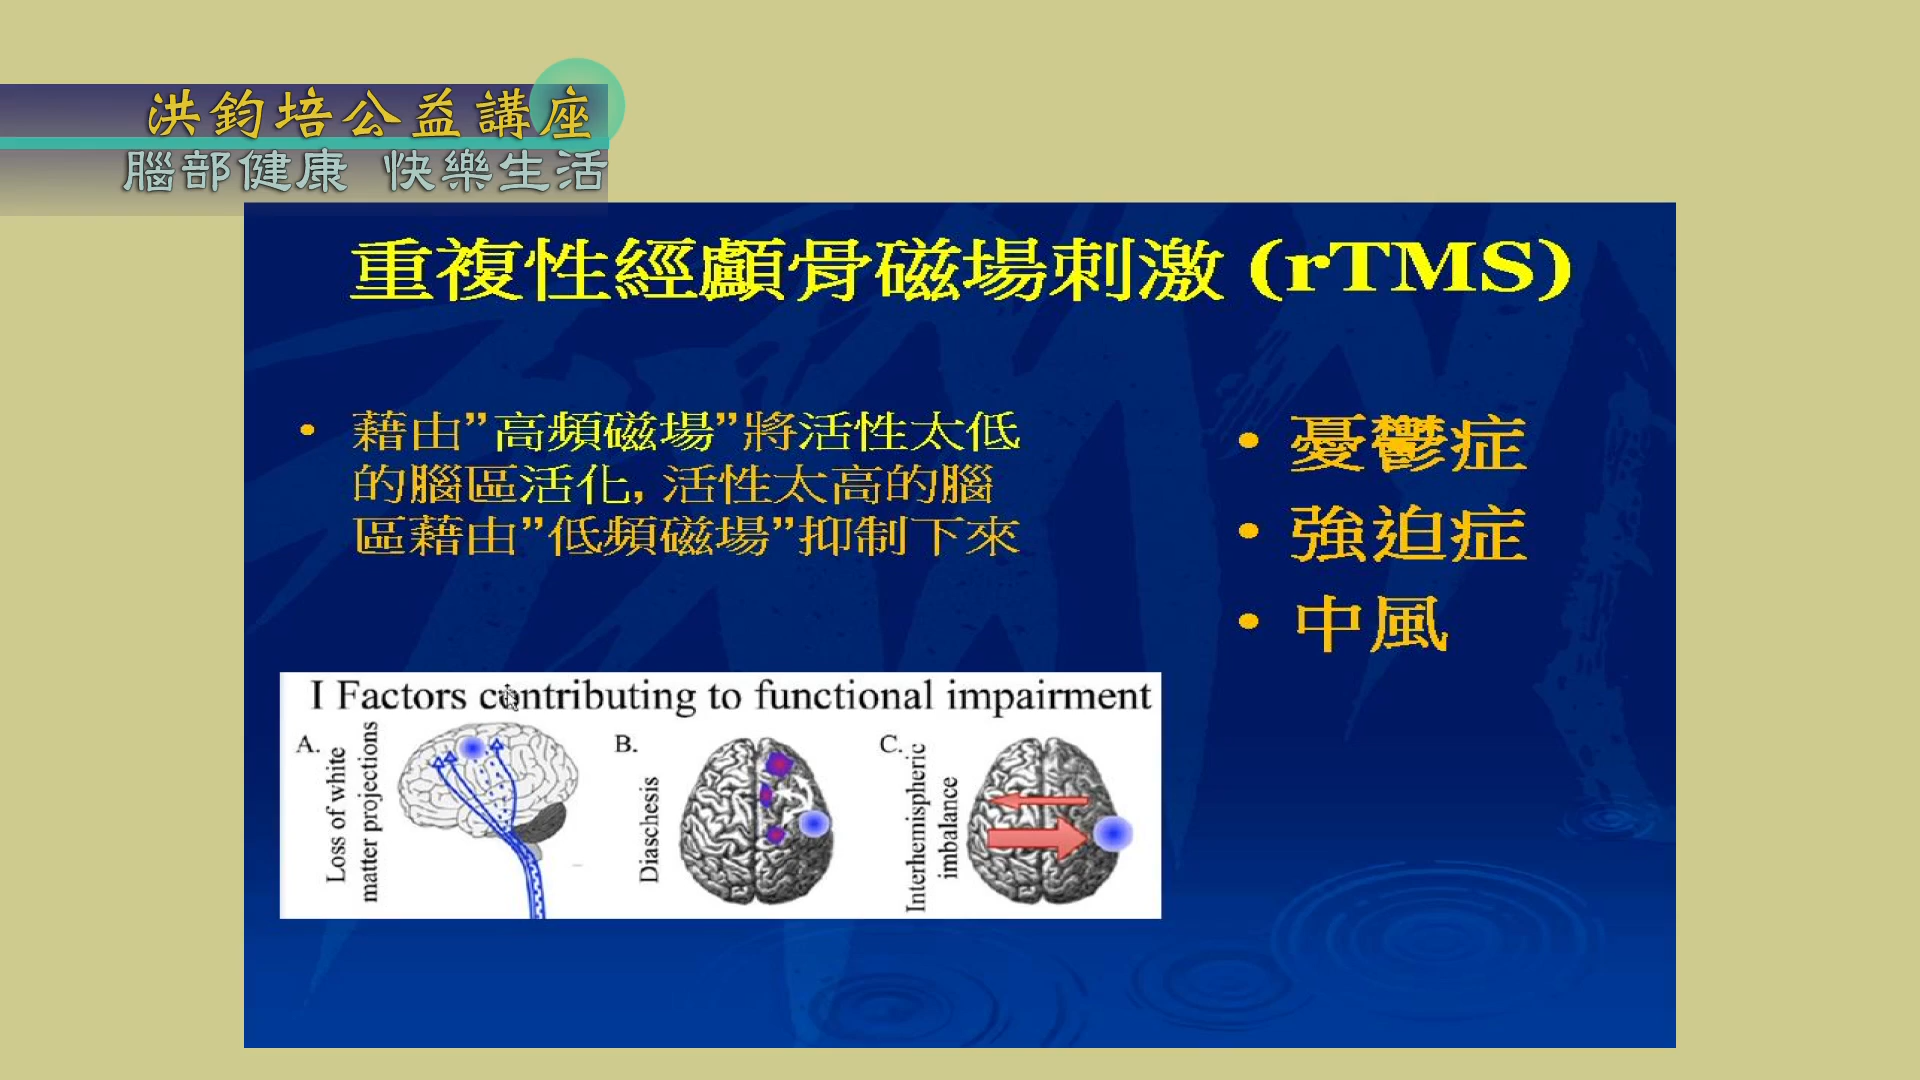 洪鈞培公益講座
腦部健康 快樂生活
重複性經顱骨磁場刺激 (rTMS)
• 藉由”高頻磁場”將活性太低
的腦區活化, 活性太高的腦
區藉由”低頻磁場”抑制下來
• 憂鬱症
• 強迫症
• 中風
I Factors contributing to functional impairment
A.
Loss of white
matter projections
B.
Diaschesis
C.
Interhemispheric
imbalance